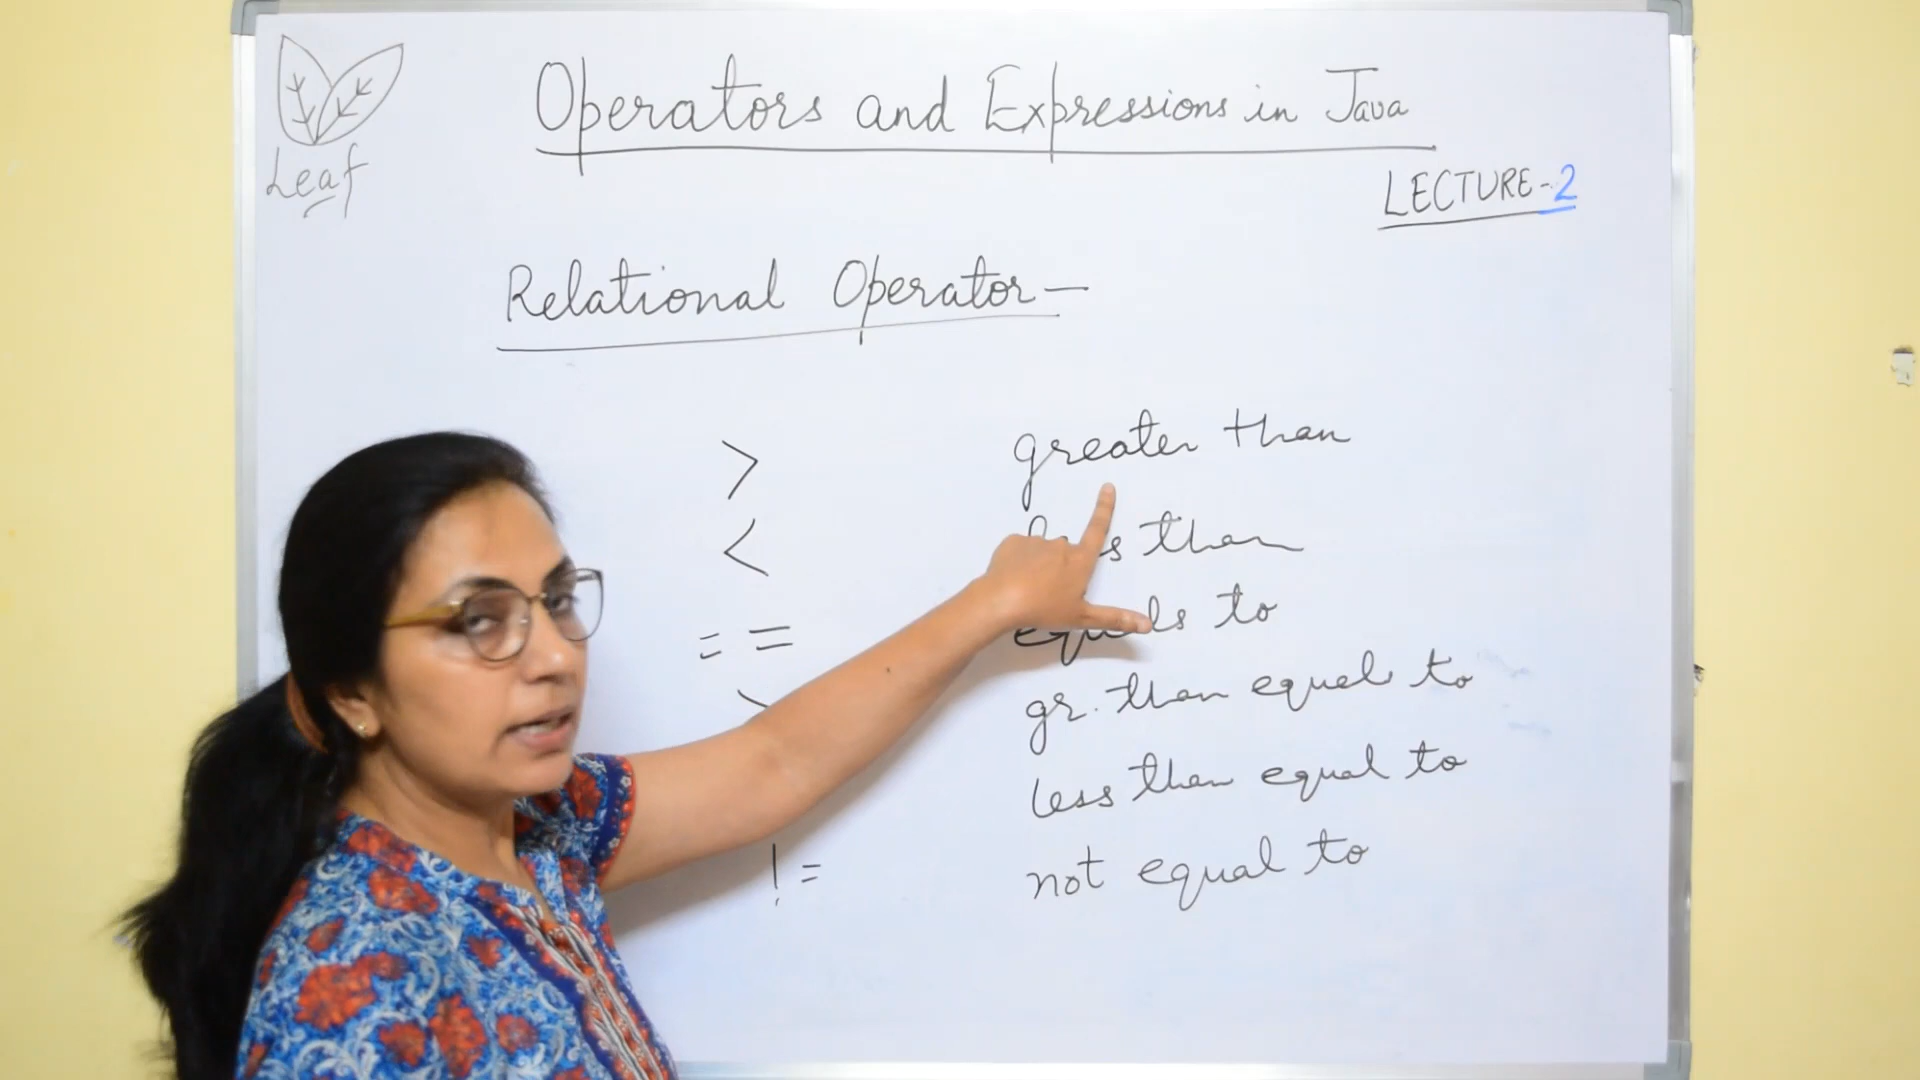 Leaf
Operators and Expressions in Java
LECTURE-2
Relational Operator—
> greater than
< than
== to
gr. than equal to
less than equal to
!= not equal to